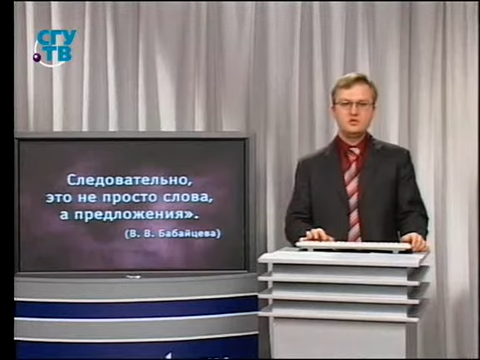 СГУ
ТВ
Следовательно,
это не просто слова,
а предложения».
(В. В. Бабайцева)